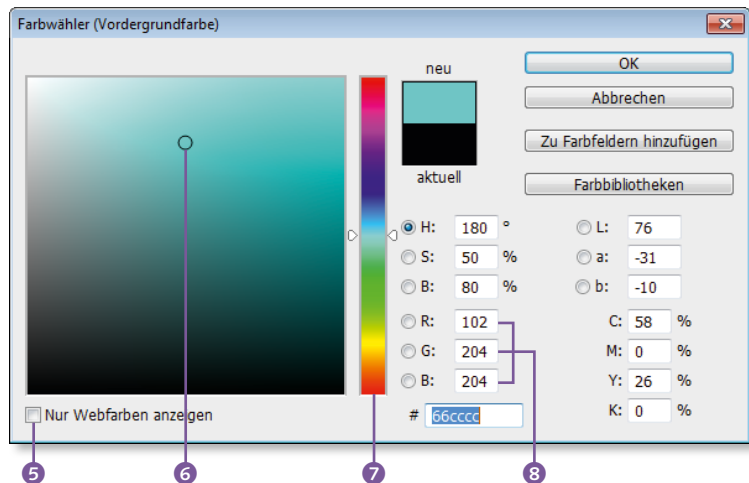 Farbwähler (Vordergrundfarbe)
neu
aktuell
OK
Abbrechen
Zu Farbfeldern hinzufügen
Farbbibliotheken
H: 180 °
S: 50 %
B: 80 %
R: 102
G: 204
B: 204
# 66cccc
L: 76
a: -31
b: -10
C: 58 %
M: 0 %
Y: 26 %
K: 0 %
Nur Webfarben anzeigen
5 6 7 8